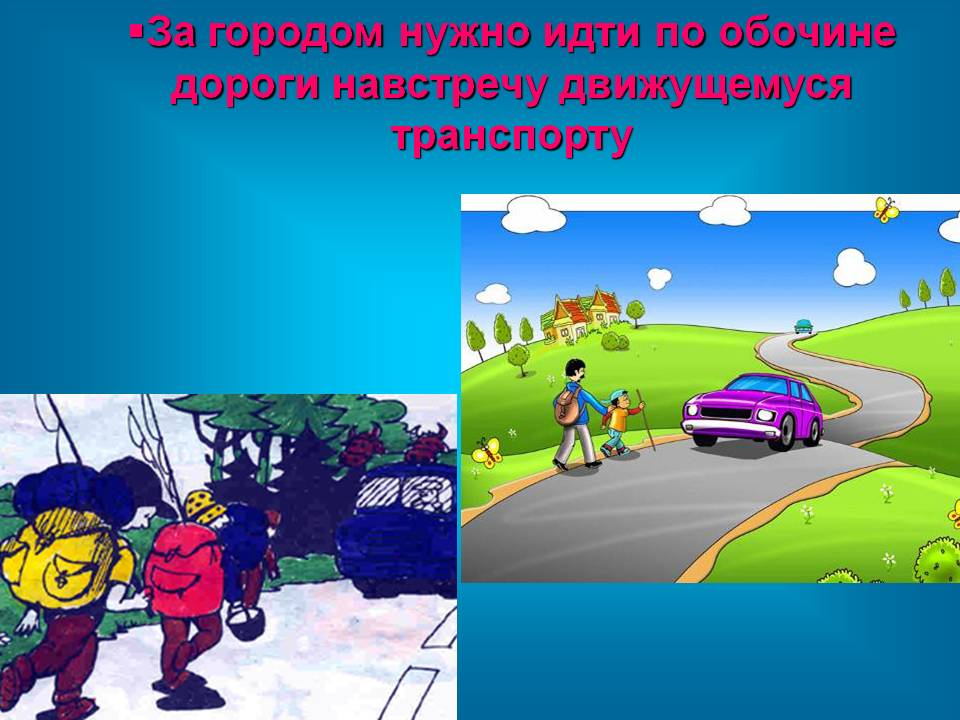 ▪За городом нужно идти по обочине
дороги навстречу движущемуся
транспорту